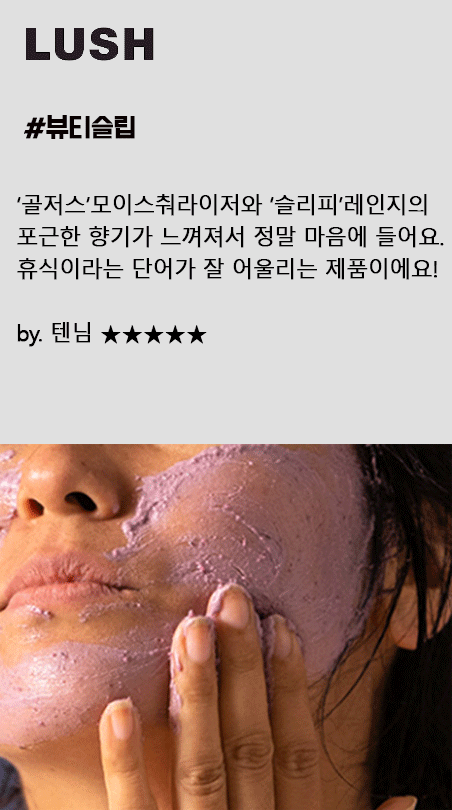 LUSH
#뷰티슬립
‘골저스’모이스춰라이저와 ‘슬리피’레인지의
포근한 향기가 느껴져서 정말 마음에 들어요.
휴식이라는 단어가 잘 어울리는 제품이에요!
by. 텐님 ★★★★★